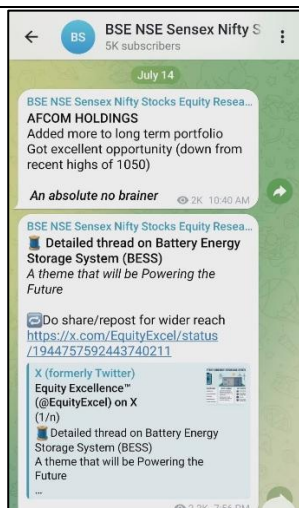 BS
BSE NSE Sensex Nifty S
5K subscribers
July 14
BSE NSE Sensex Nifty Stocks Equity Resea...
AFCOM HOLDINGS
Added more to long term portfolio
Got excellent opportunity (down from
recent highs of 1050)
An absolute no brainer
2K 10:40 AM
BSE NSE Sensex Nifty Stocks Equity Resea...
🧵 Detailed thread on Battery Energy
Storage System (BESS)
A theme that will be Powering the
Future
🔁Do share/repost for wider reach
https://x.com/EquityExcel/status
/1944757592443740211
X (formerly Twitter)
Equity Excellence™
(@EquityExcel) on X
(1/n)
🧵 Detailed thread on Battery Energy
Storage System (BESS)
A theme that will be Powering the
Future
...
7:56 PM